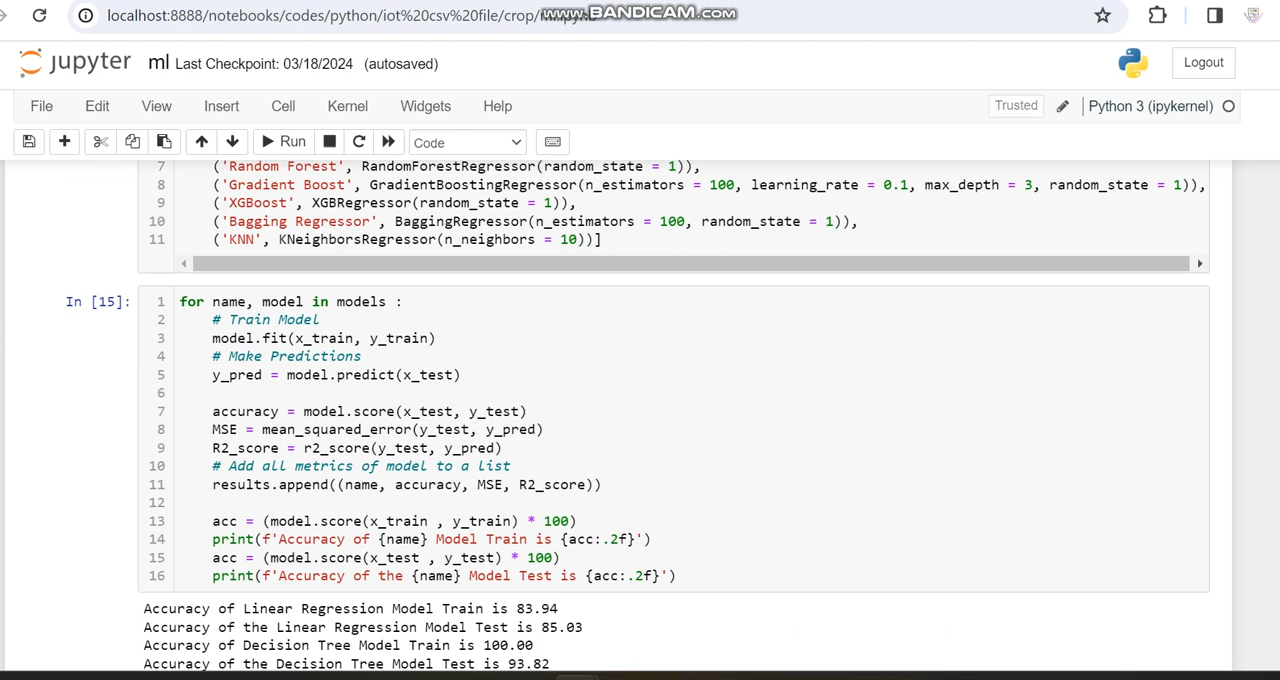 localhost:8888/notebooks/codes/python/iot%20csv%20file/crop/
www.BANDICAM.com
jupyter ml Last Checkpoint: 03/18/2024 (autosaved)
Logout
File Edit View Insert Cell Kernel Widgets Help
Trusted Python 3 (ipykernel)
Run Code
7 ('Random Forest', RandomForestRegressor(random_state = 1)),
8 ('Gradient Boost', GradientBoostingRegressor(n_estimators = 100, learning_rate = 0.1, max_depth = 3, random_state = 1)),
9 ('XGBoost', XGBRegressor(random_state = 1)),
10 ('Bagging Regressor', BaggingRegressor(n_estimators = 100, random_state = 1)),
11 ('KNN', KNeighborsRegressor(n_neighbors = 10))]
In [15]:
1 for name, model in models :
2 # Train Model
3 model.fit(x_train, y_train)
4 # Make Predictions
5 y_pred = model.predict(x_test)
6
7 accuracy = model.score(x_test, y_test)
8 MSE = mean_squared_error(y_test, y_pred)
9 R2_score = r2_score(y_test, y_pred)
10 # Add all metrics of model to a list
11 results.append((name, accuracy, MSE, R2_score))
12
13 acc = (model.score(x_train , y_train) * 100)
14 print(f'Accuracy of {name} Model Train is {acc:.2f}')
15 acc = (model.score(x_test , y_test) * 100)
16 print(f'Accuracy of the {name} Model Test is {acc:.2f}')
Accuracy of Linear Regression Model Train is 83.94
Accuracy of the Linear Regression Model Test is 85.03
Accuracy of Decision Tree Model Train is 100.00
Accuracy of the Decision Tree Model Test is 93.82